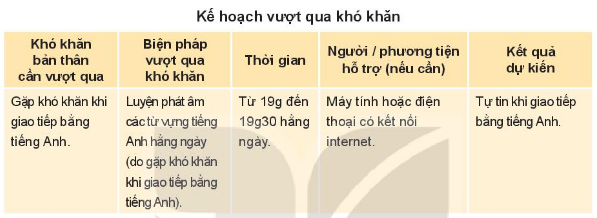 Kế hoạch vượt qua khó khăn
Khó khăn
bản thân
cần vượt qua
Biện pháp
vượt qua
khó khăn
Thời gian
Người / phương tiện
hỗ trợ (nếu cần)
Kết quả
dự kiến
Gặp khó khăn khi
giao tiếp bằng
tiếng Anh.
Luyện phát âm
các từ vựng tiếng
Anh hằng ngày
(do gặp khó khăn
khi giao tiếp bằng
tiếng Anh).
Từ 19g đến
19g30 hằng
ngày.
Máy tính hoặc điện
thoại có kết nối
internet.
Tự tin khi giao tiếp
bằng tiếng Anh.